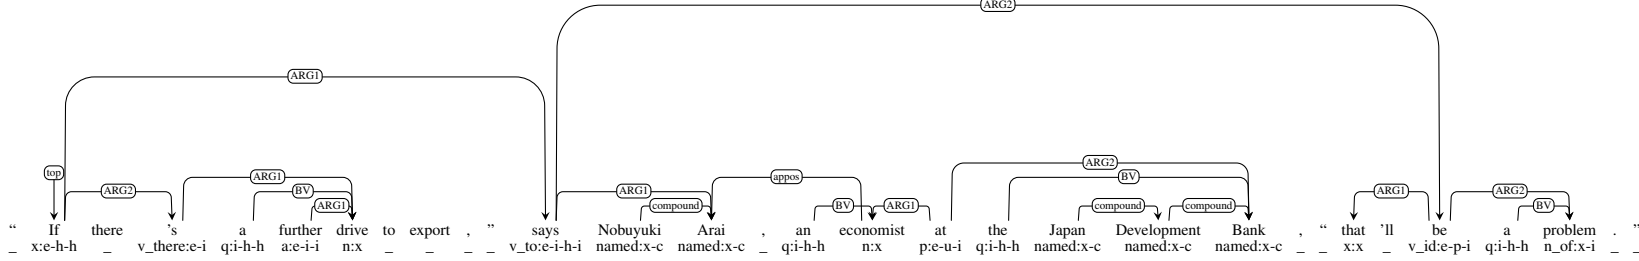 ARG2
ARG1
top
ARG2 ARG1 BV ARG1 ARG1 compound appos BV ARG1 ARG2 BV compound compound ARG1 ARG2 BV
“ If there ’s a further drive to export , ” says Nobuyuki Arai , an economist at the Japan Development Bank , “ that ’ll be a problem . ”
_ x:e-h-h _ v_there:e-i q:i-h-h a:e-i-i n:x _ _ _ _ v_to:e-i-h-i named:x-c named:x-c _ q:i-h-h n:x p:e-u-i q:i-h-h named:x-c named:x-c named:x-c _ _ x:x _ v_id:e-p-i q:i-h-h n_of:x-i _ _